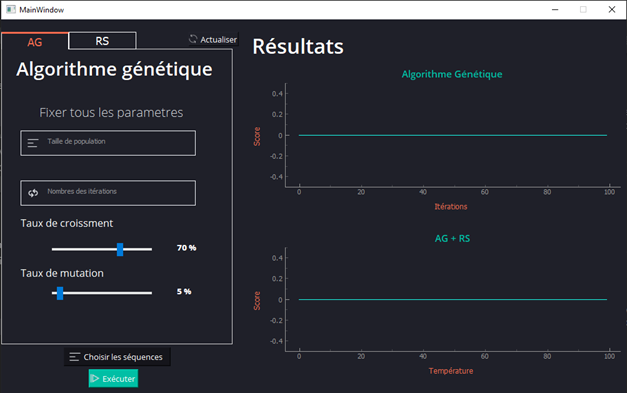 MainWindow
AG
RS
Actualiser
Algorithme génétique
Fixer tous les parametres
Taille de population
Nombres des itérations
Taux de croissment
70 %
Taux de mutation
5 %
Choisir les séquences
Exécuter
Résultats
Algorithme Génétique
Score
0.4
0.2
0
-0.2
-0.4
0
20
40
60
80
100
Itérations
AG + RS
Score
0.4
0.2
0
-0.2
-0.4
0
20
40
60
80
100
Température